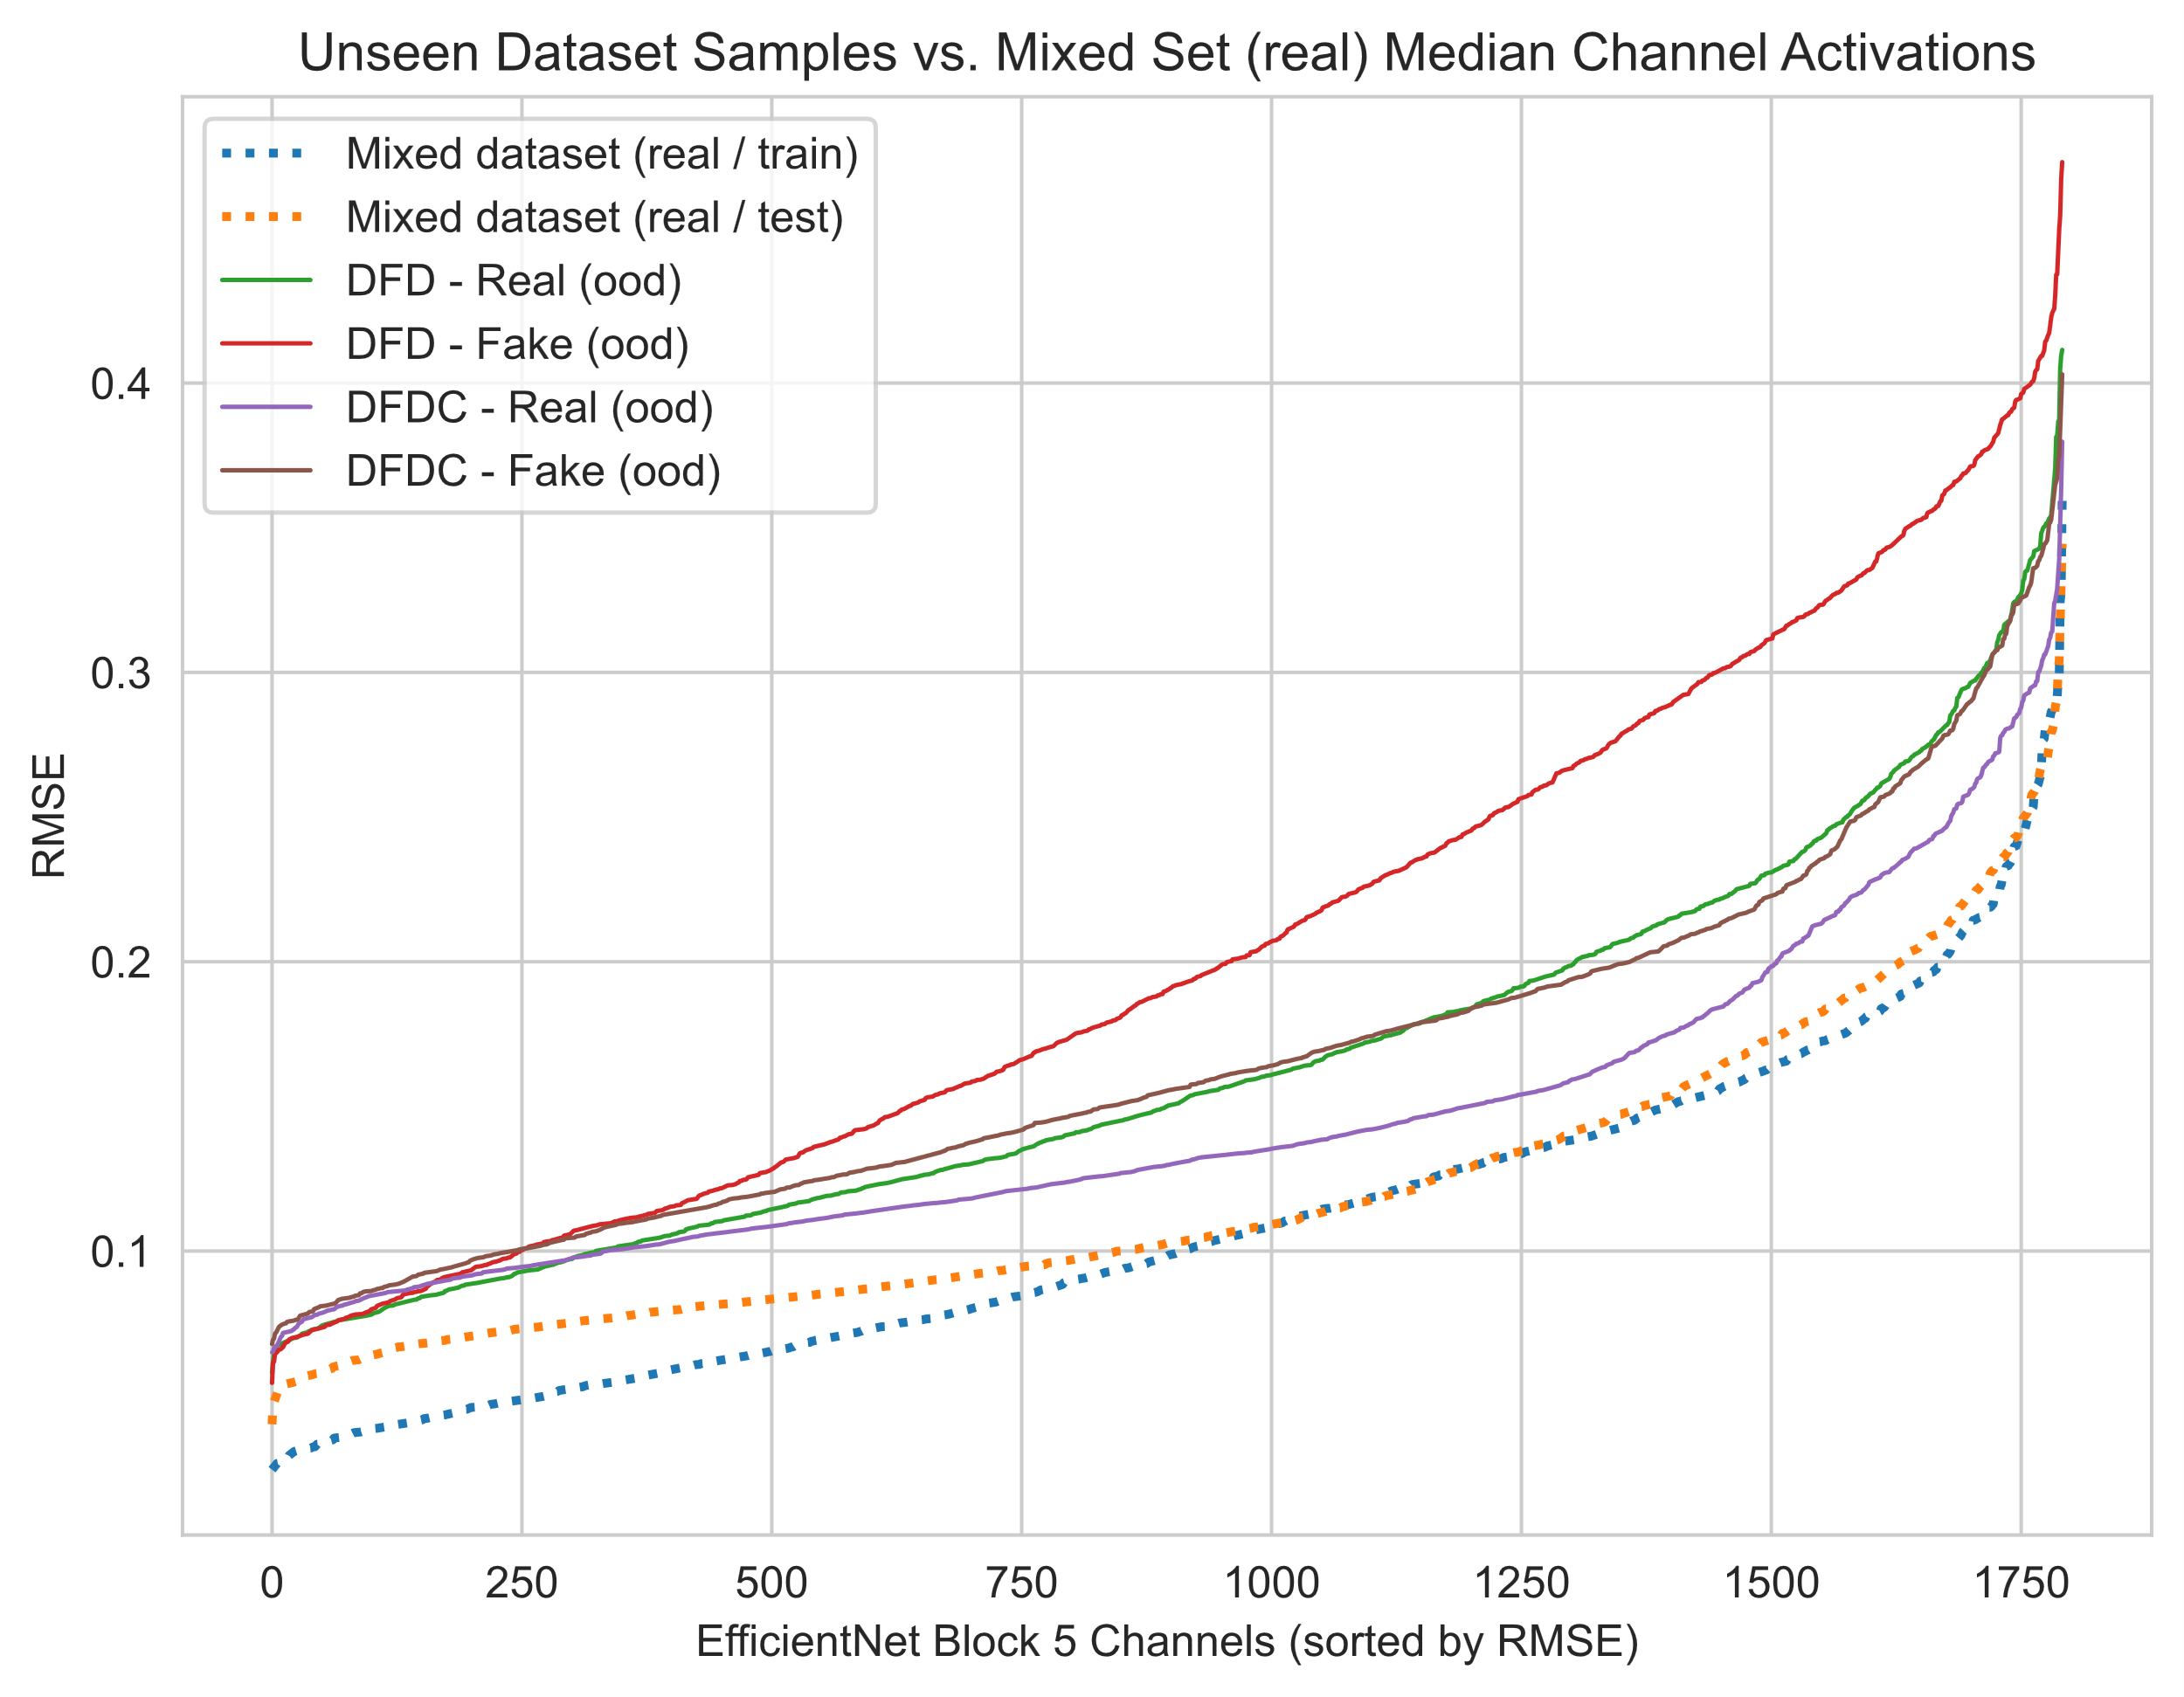 Unseen Dataset Samples vs. Mixed Set (real) Median Channel Activations
Mixed dataset (real / train)
Mixed dataset (real / test)
DFD - Real (ood)
DFD - Fake (ood)
DFDC - Real (ood)
DFDC - Fake (ood)
0.4
0.3
0.2
0.1
RMSE
0 250 500 750 1000 1250 1500 1750
EfficientNet Block 5 Channels (sorted by RMSE)